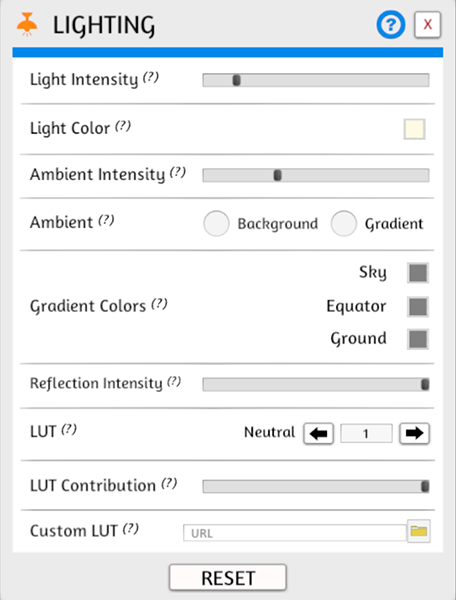 LIGHTING ? X
Light Intensity (?)
Light Color (?)
Ambient Intensity (?)
Ambient (?) Background Gradient
Sky
Gradient Colors (?) Equator
Ground
Reflection Intensity (?)
LUT (?) Neutral 1
LUT Contribution (?)
Custom LUT (?) URL
RESET